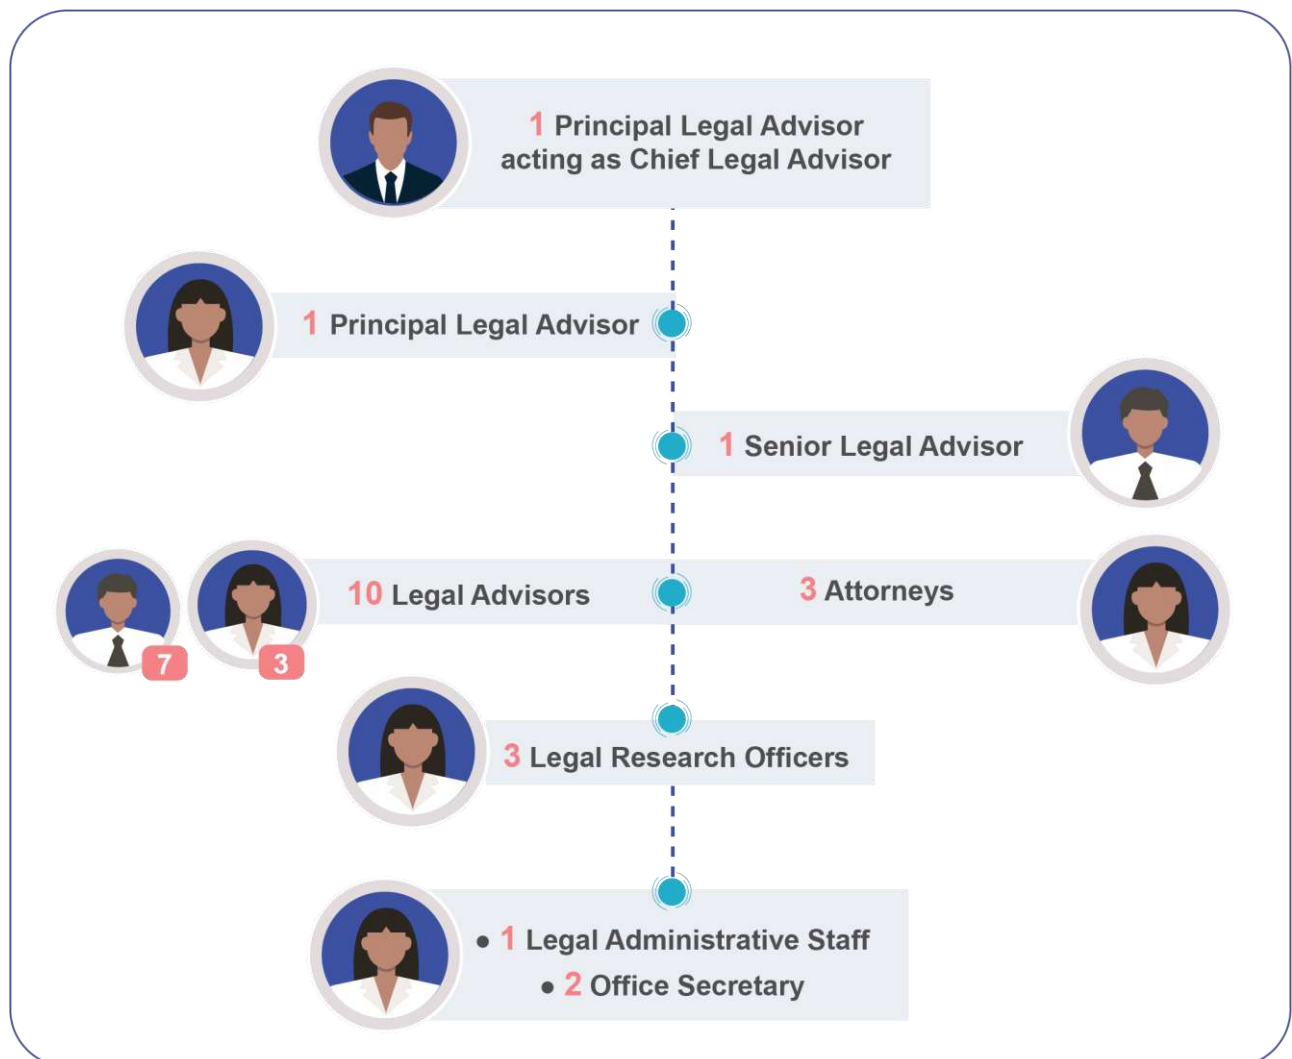 1 Principal Legal Advisor
acting as Chief Legal Advisor
1 Principal Legal Advisor
1 Senior Legal Advisor
10 Legal Advisors
3 Attorneys
7
3
3 Legal Research Officers
• 1 Legal Administrative Staff
• 2 Office Secretary